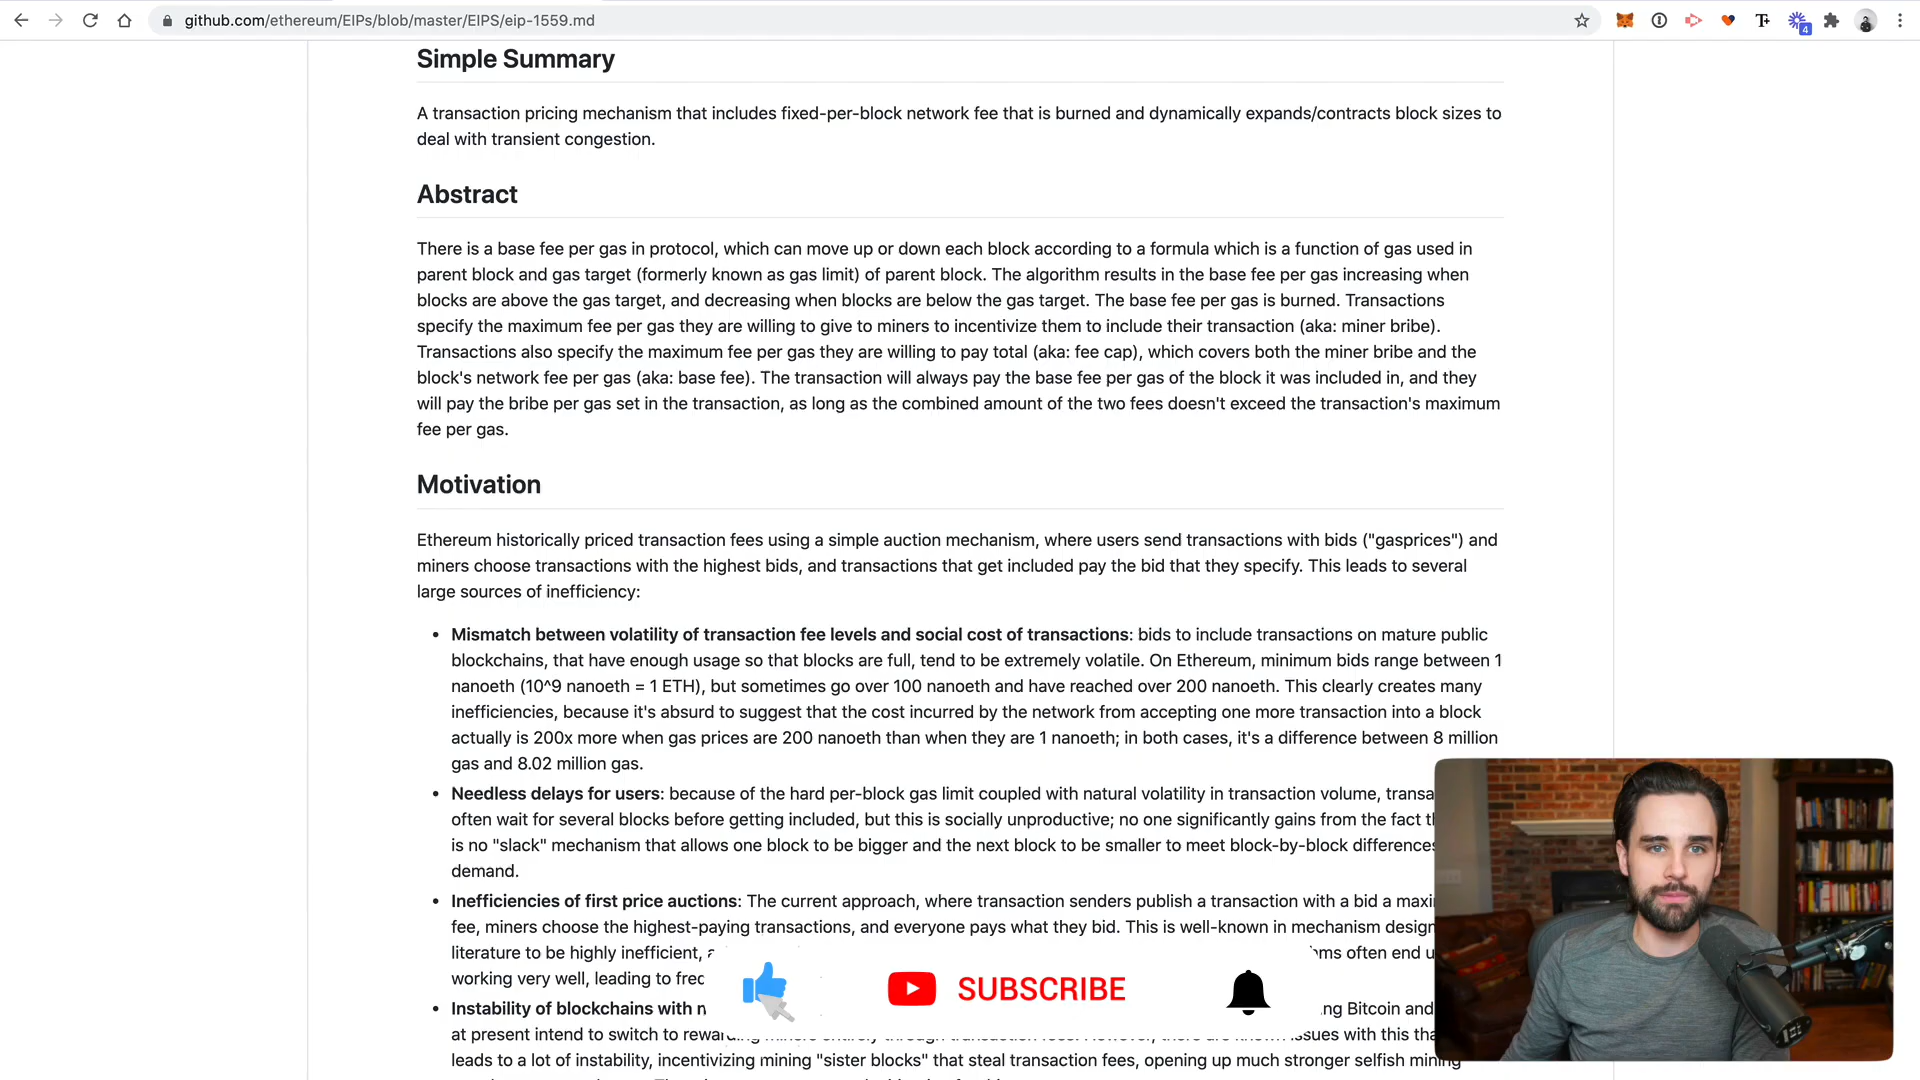 github.com/ethereum/EIPs/blob/master/EIPS/eip-1559.md
4
Simple Summary
A transaction pricing mechanism that includes fixed-per-block network fee that is burned and dynamically expands/contracts block sizes to
deal with transient congestion.
Abstract
There is a base fee per gas in protocol, which can move up or down each block according to a formula which is a function of gas used in
parent block and gas target (formerly known as gas limit) of parent block. The algorithm results in the base fee per gas increasing when
blocks are above the gas target, and decreasing when blocks are below the gas target. The base fee per gas is burned. Transactions
specify the maximum fee per gas they are willing to give to miners to incentivize them to include their transaction (aka: miner bribe).
Transactions also specify the maximum fee per gas they are willing to pay total (aka: fee cap), which covers both the miner bribe and the
block's network fee per gas (aka: base fee). The transaction will always pay the base fee per gas of the block it was included in, and they
will pay the bribe per gas set in the transaction, as long as the combined amount of the two fees doesn't exceed the transaction's maximum
fee per gas.
Motivation
Ethereum historically priced transaction fees using a simple auction mechanism, where users send transactions with bids ("gasprices") and
miners choose transactions with the highest bids, and transactions that get included pay the bid that they specify. This leads to several
large sources of inefficiency:
• Mismatch between volatility of transaction fee levels and social cost of transactions: bids to include transactions on mature public
blockchains, that have enough usage so that blocks are full, tend to be extremely volatile. On Ethereum, minimum bids range between 1
nanoeth (10^9 nanoeth = 1 ETH), but sometimes go over 100 nanoeth and have reached over 200 nanoeth. This clearly creates many
inefficiencies, because it's absurd to suggest that the cost incurred by the network from accepting one more transaction into a block
actually is 200x more when gas prices are 200 nanoeth than when they are 1 nanoeth; in both cases, it's a difference between 8 million
gas and 8.02 million gas.
• Needless delays for users: because of the hard per-block gas limit coupled with natural volatility in transaction volume, transa
often wait for several blocks before getting included, but this is socially unproductive; no one significantly gains from the fact
is no "slack" mechanism that allows one block to be bigger and the next block to be smaller to meet block-by-block differences
demand.
• Inefficiencies of first price auctions: The current approach, where transaction senders publish a transaction with a bid a maxi
fee, miners choose the highest-paying transactions, and everyone pays what they bid. This is well-known in mechanism design
literature to be highly inefficient, often end
working very well, leading to
SUBSCRIBE
• Instability of blockchains with Bitcoin and
at present intend to switch to issues with this
leads to a lot of instability, incentivizing mining "sister blocks" that steal transaction fees, opening up much stronger selfish mining